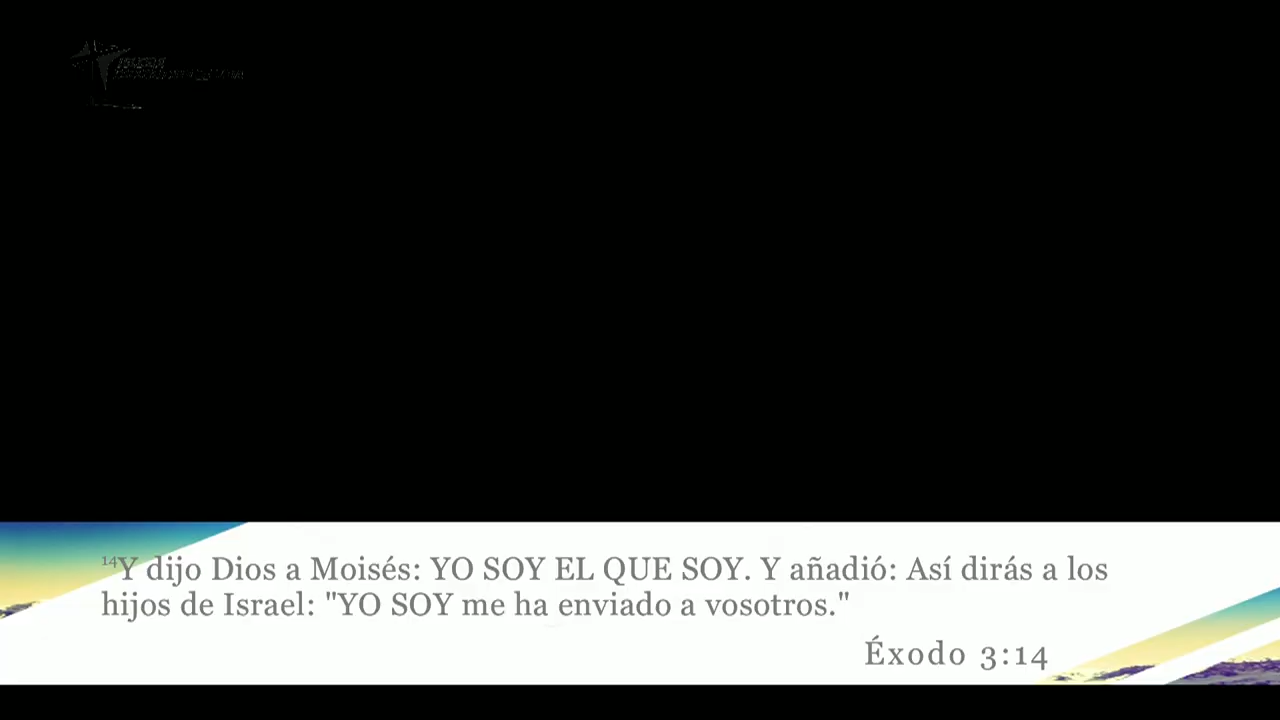 ¹⁴Y dijo Dios a Moisés: YO SOY EL QUE SOY. Y añadió: Así dirás a los
hijos de Israel: "YO SOY me ha enviado a vosotros."
Éxodo 3:14